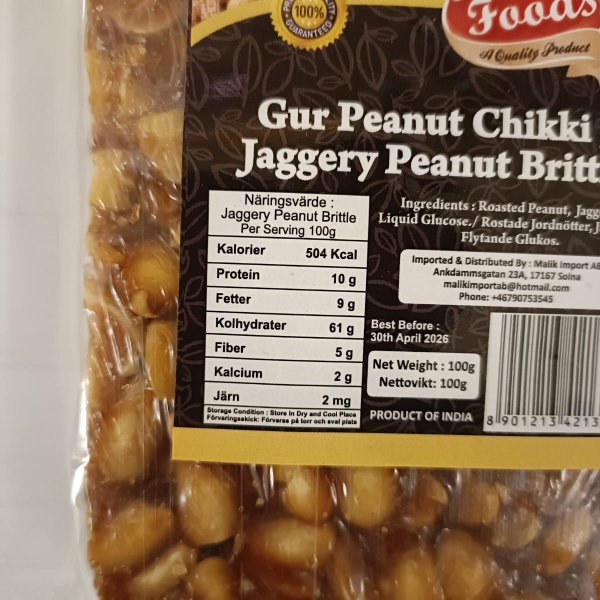 100%
GUARANTEED
Foods
A Quality Product
Gur Peanut Chikki
Jaggery Peanut
Näringsvärde :
Jaggery Peanut Brittle
Per Serving 100g
Kalorier 504 Kcal
Protein 10 g
Fetter 9 g
Kolhydrater 61 g
Fiber 5 g
Kalcium 2 g
Järn 2 mg
Storage Condition : Store in Dry and Cool Place
Förvaringsskick: Förvaras på torr och sval plats
Ingredients : Roasted Peanut,
Liquid Glucose./ Rostade Jordnötter,
Flytande Glukos.
Imported & Distributed By : Malik Import AB
Ankdammsgatan 23A, 17167 Solna
malikimportab@hotmail.com
Phone: +46790753545
Best Before :
30th April 2026
Net Weight : 100g
Nettovikt: 100g
PRODUCT OF INDIA
8 901213 4213